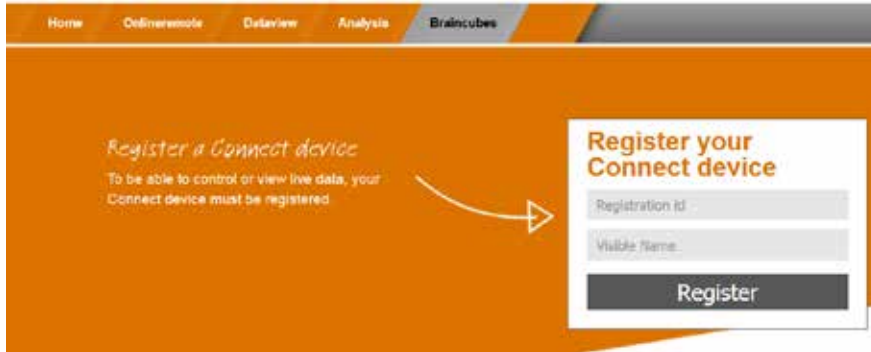 Home Onlineremote Dataview Analysis Braincubes
Register a Connect device
To be able to control or view live data, your
Connect device must be registered
Register your
Connect device
Registration id
Visible Name
Register